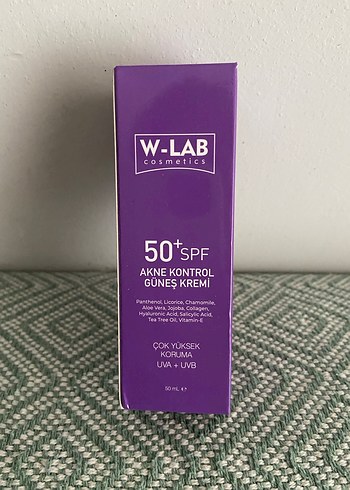 W-LAB
cosmetics
50+ SPF
AKNE KONTROL
GÜNEŞ KREMİ
Panthenol, Licorice, Chamomile,
Aloe Vera, Jojoba, Collagen,
Hyaluronic Acid, Salicylic Acid,
Tea Tree Oil, Vitamin-E
ÇOK YÜKSEK
KORUMA
UVA + UVB
50 mL ℮